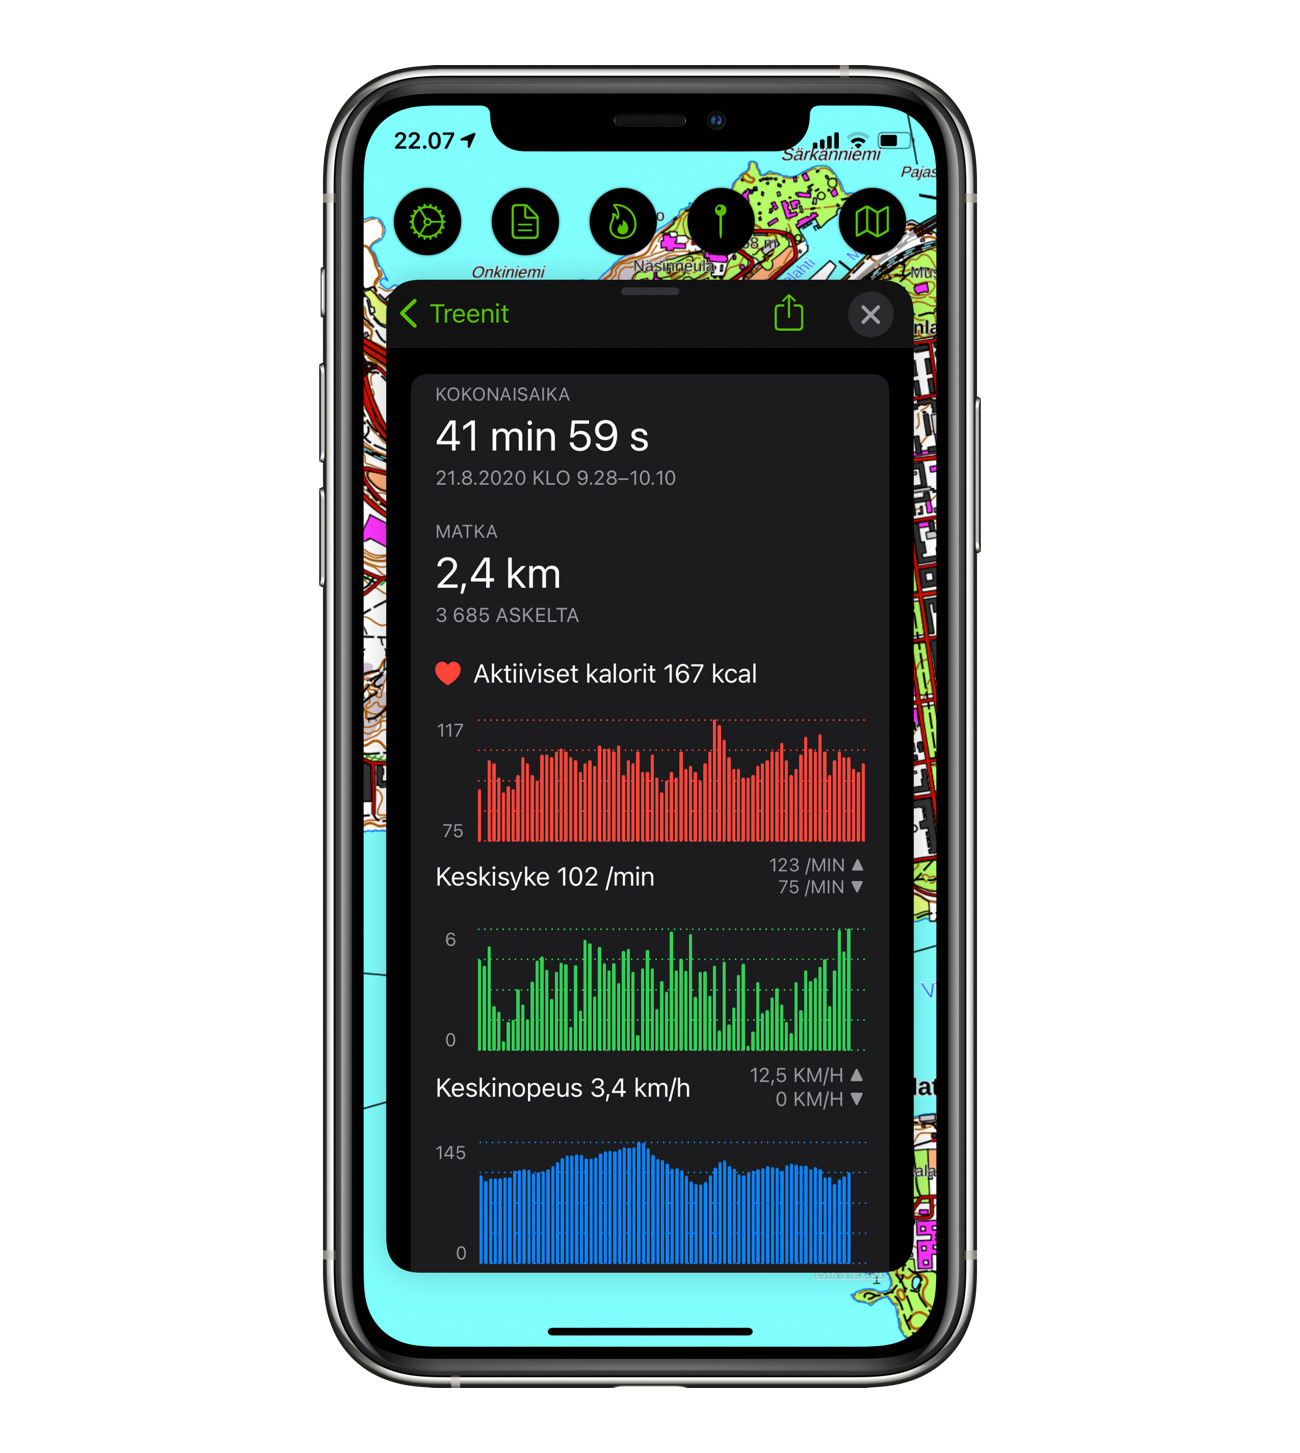 22.07
Särkänniemi
Pajas
Onkiniemi
Näsinneula
Mus
Treenit
KOKONAISAIKA
41 min 59 s
21.8.2020 KLO 9.28–10.10
MATKA
2,4 km
3 685 ASKELTA
Aktiiviset kalorit 167 kcal
117
75
Keskisyke 102 /min
123 /MIN ▲
75 /MIN ▼
6
0
Keskinopeus 3,4 km/h
12,5 KM/H ▲
0 KM/H ▼
145
0